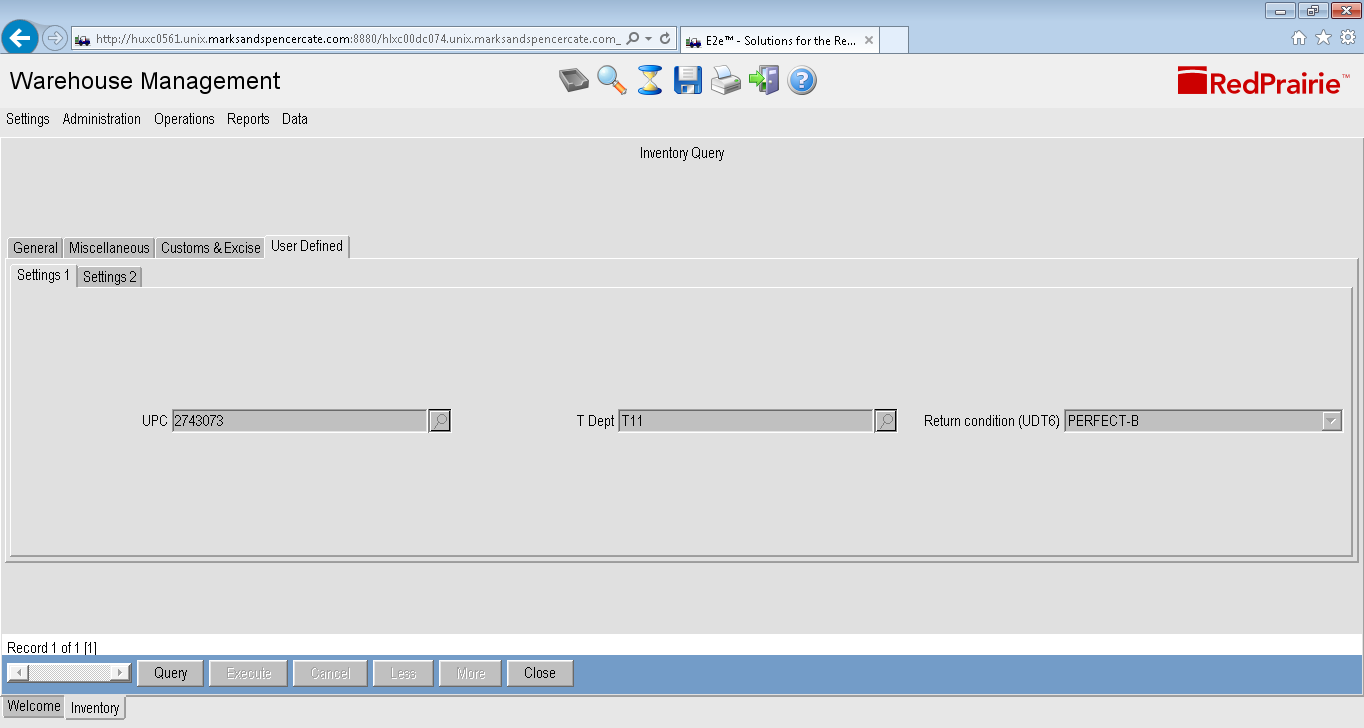 http://huxc0561.unix.marksandspencercate.com:8880/hlxc00dc074.unix.marksandspencercate.com_
E2e™ - Solutions for the Re...
Warehouse Management
RedPrairie™
Settings Administration Operations Reports Data
Inventory Query
General Miscellaneous Customs & Excise User Defined
Settings 1 Settings 2
UPC 2743073 T Dept T11 Return condition (UDT6) PERFECT-B
Record 1 of 1 [1]
Query Execute Cancel Less More Close
Welcome Inventory